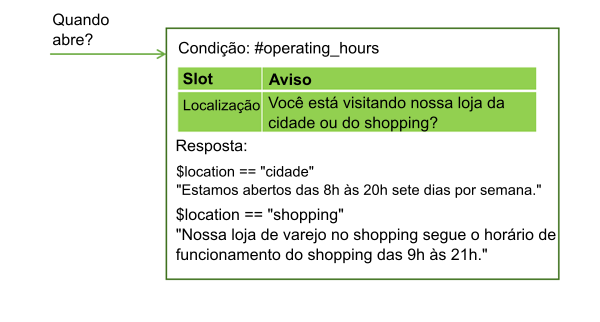 Quando
abre?
Condição: #operating_hours
Slot Aviso
Localização Você está visitando nossa loja da
cidade ou do shopping?
Resposta:
$location == "cidade"
"Estamos abertos das 8h às 20h sete dias por semana."
$location == "shopping"
"Nossa loja de varejo no shopping segue o horário de
funcionamento do shopping das 9h às 21h."